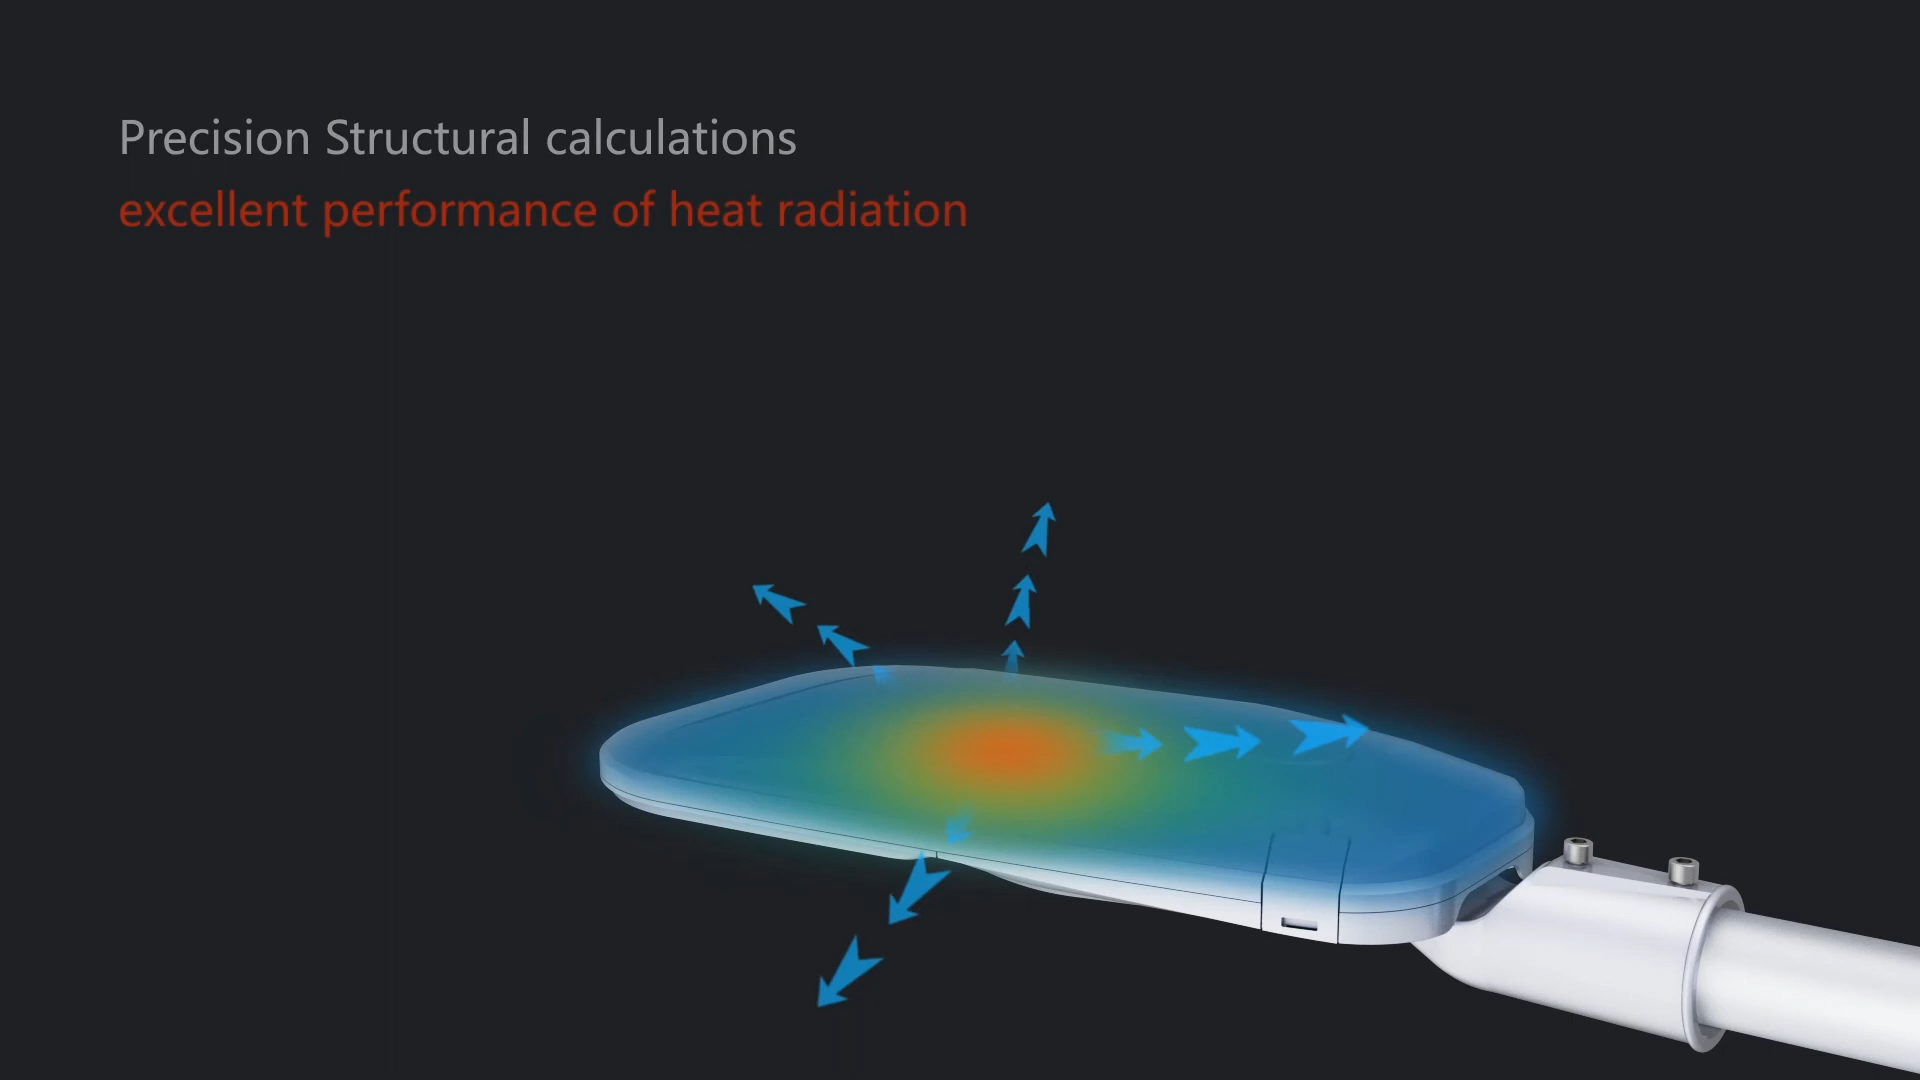 Precision Structural calculations
excellent performance of heat radiation